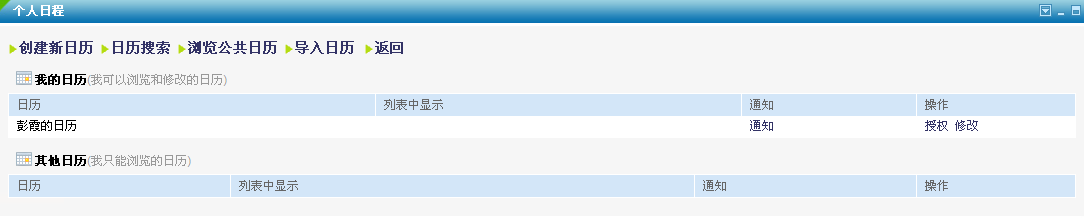 个人日程
创建新日历 日历搜索 浏览公共日历 导入日历 返回
我的日历(我可以浏览和修改的日历)
日历 列表中显示 通知 操作
彭霞的日历 通知 授权 修改
其他日历(我只能浏览的日历)
日历 列表中显示 通知 操作